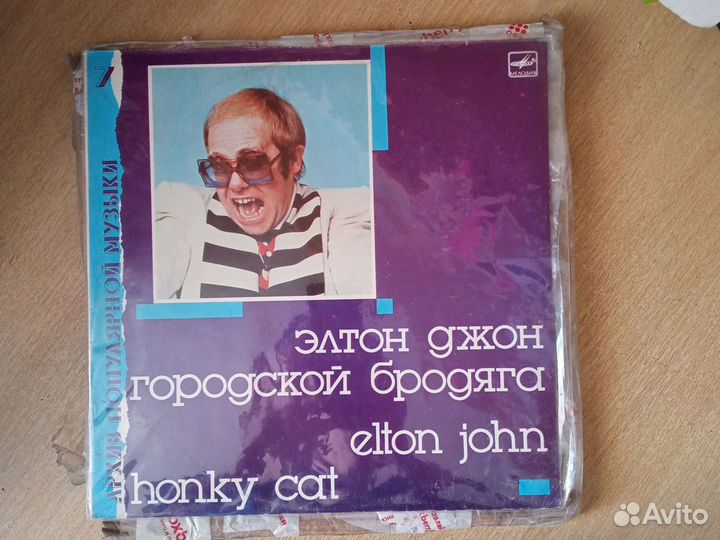 7
АРХИВ ПОПУЛЯРНОЙ МУЗЫКИ
МЕЛОДИЯ
элтон джон
городской бродяга
elton john
honky cat
Avito